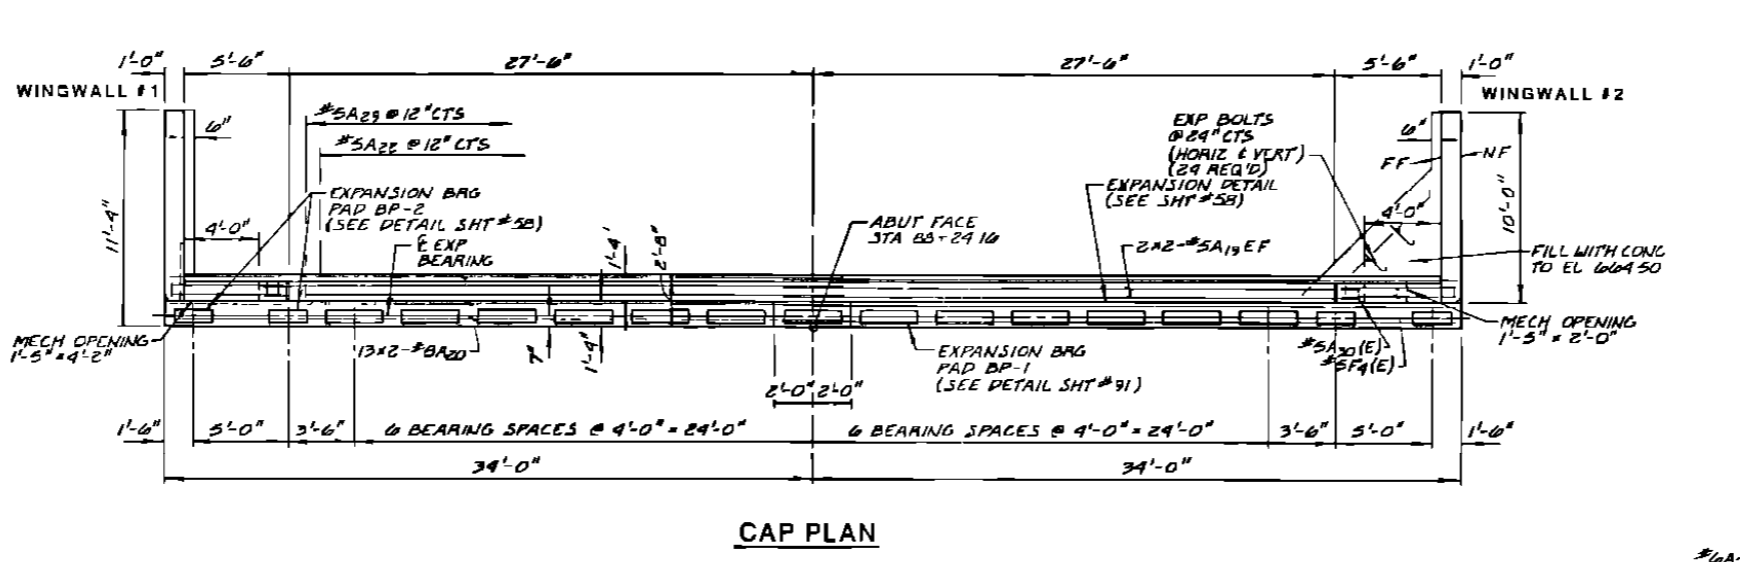 1'-0" 5'-6" 27'-6" 27'-6" 5'-6" 1'-0"
WINGWALL #1
WINGWALL #2
6"
#5A29 @ 12" CTS
#5A22 @ 12" CTS
EXP BOLTS
@ 24" CTS
(HORIZ & VERT)
(24 REQ'D)
6"
FF
NF
EXPANSION BRG
PAD BP-2
(SEE DETAIL SHT #58)
EXPANSION DETAIL
(SEE SHT #58)
11'-4"
4'-0"
℄ EXP
BEARING
1'-4"
2'-8"
ABUT FACE
STA 88+24 16
2x2-#5A19 EF
4'-0"
10'-0"
FILL WITH CONC
TO EL 664 50
MECH OPENING
1'-5" x 4'-2"
13x2-#8A20
7"
1'-4"
EXPANSION BRG
PAD BP-1
(SEE DETAIL SHT #91)
#5A30(E)
#5F4(E)
MECH OPENING
1'-5" x 2'-0"
2'-0" 2'-0"
1'-6" 5'-0" 3'-6" 6 BEARING SPACES @ 4'-0" = 24'-0" 6 BEARING SPACES @ 4'-0" = 24'-0" 3'-6" 5'-0" 1'-6"
34'-0" 34'-0"
CAP PLAN